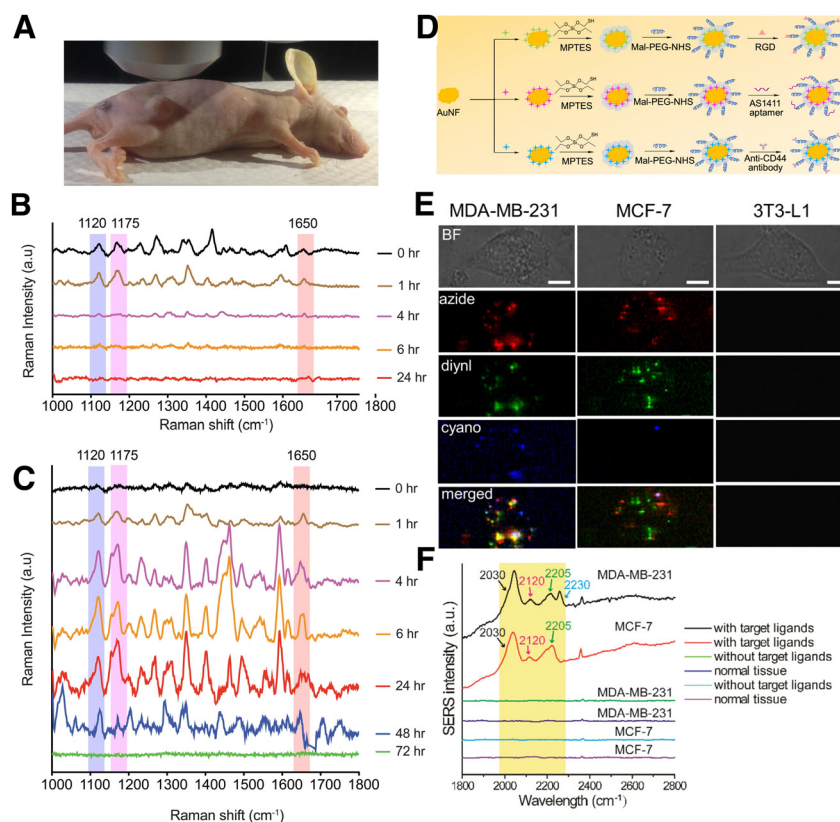 A
B
1120 1175 1650
0 hr
1 hr
4 hr
6 hr
24 hr
Raman Intensity (a.u)
1000 1100 1200 1300 1400 1500 1600 1700 1800
Raman shift (cm-1)
C
1120 1175 1650
0 hr
1 hr
4 hr
6 hr
24 hr
48 hr
72 hr
Raman Intensity (a.u)
1000 1100 1200 1300 1400 1500 1600 1700 1800
Raman shift (cm-1)
D
AuNF
SH
MPTES Mal-PEG-NHS RGD
SH
MPTES Mal-PEG-NHS AS1411
aptamer
SH
MPTES Mal-PEG-NHS Anti-CD44
antibody
E
MDA-MB-231 MCF-7 3T3-L1
BF
azide
diynl
cyano
merged
F
2030 2120 2205 2230 MDA-MB-231
2030 2120 2205 MCF-7
MDA-MB-231
MDA-MB-231
MCF-7
MCF-7
with target ligands
with target ligands
without target ligands
normal tissue
without target ligands
normal tissue
SERS intensity (a.u.)
1800 2000 2200 2400 2600 2800
Wavelength (cm-1)